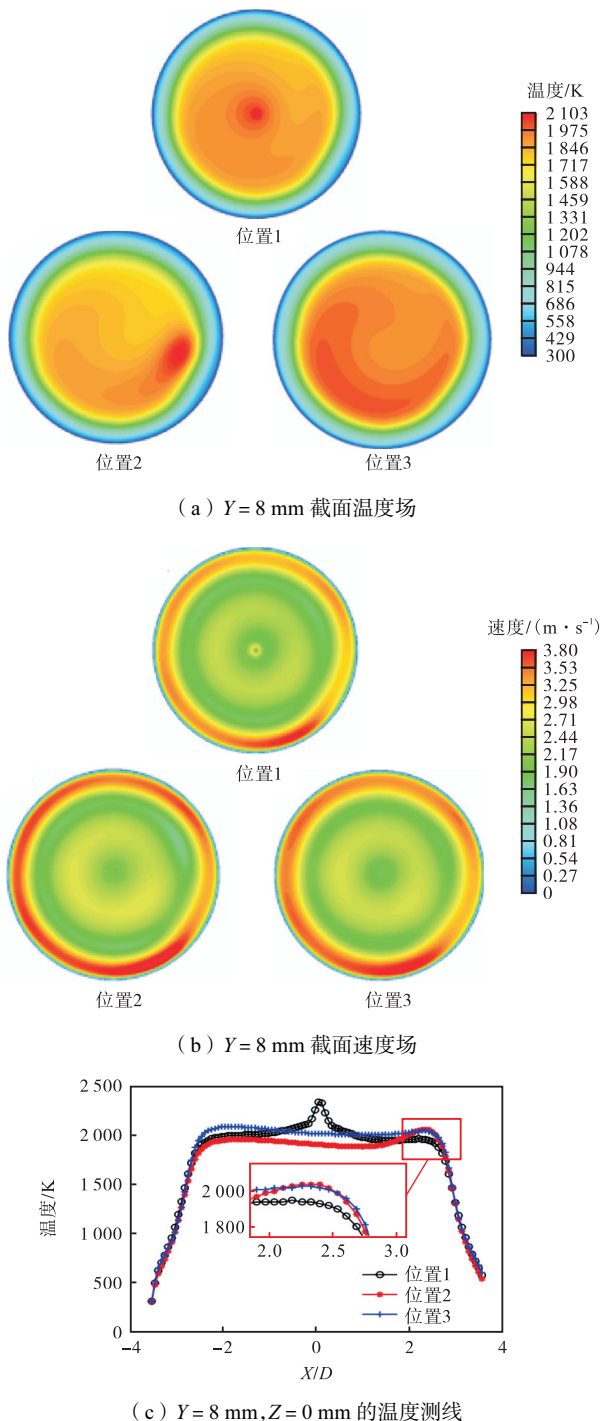 温度/K
2 103
1 975
1 846
1 717
1 588
1 459
1 331
1 202
1 078
944
815
686
558
429
300
位置1
位置2
位置3
(a) Y = 8 mm 截面温度场
速度/(m · s⁻¹)
3.80
3.53
3.25
2.98
2.71
2.44
2.17
1.90
1.63
1.36
1.08
0.81
0.54
0.27
0
位置1
位置2
位置3
(b) Y = 8 mm 截面速度场
2 500
2 000
1 500
1 000
500
0
温度/K
2 000
1 800
2.0 2.5 3.0
位置1
位置2
位置3
−4 −2 0 2 4
X/D
(c) Y = 8 mm, Z = 0 mm 的温度测线